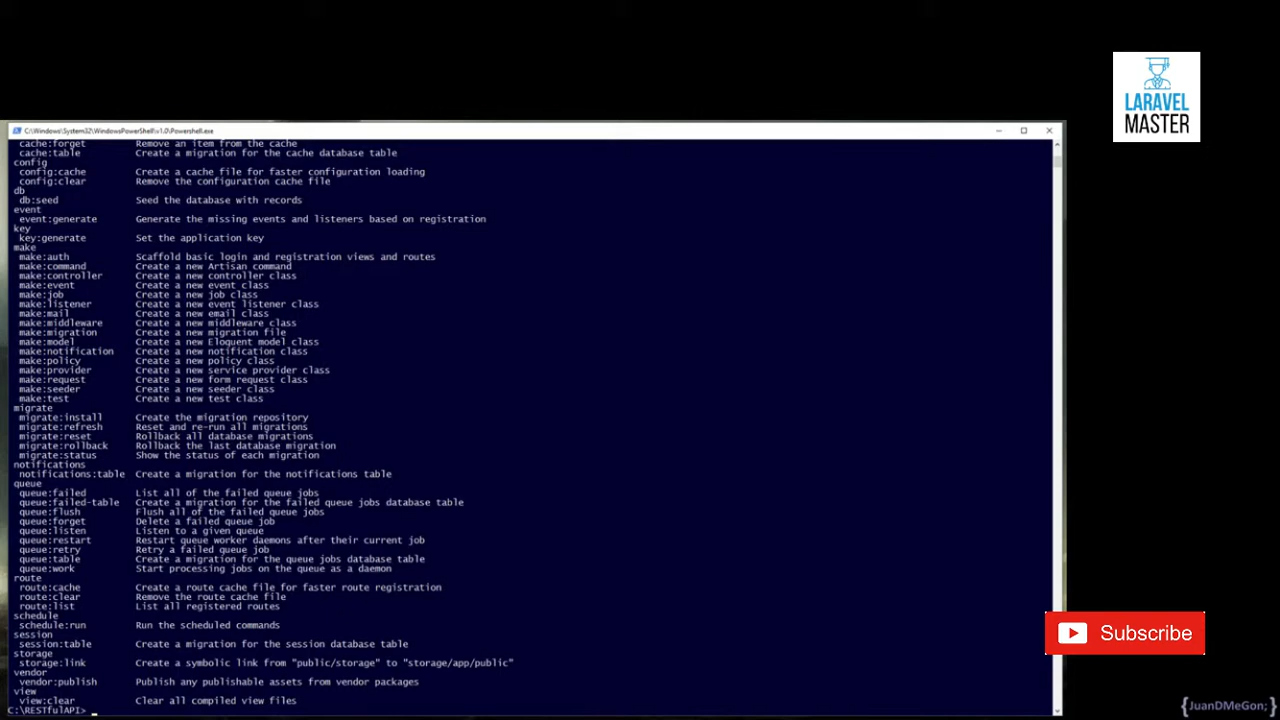 C:\Windows\System32\WindowsPowerShell\v1.0\Powershell.exe
LARAVEL
MASTER
cache:forget Remove an item from the cache
cache:table Create a migration for the cache database table
config
config:cache Create a cache file for faster configuration loading
config:clear Remove the configuration cache file
db
db:seed Seed the database with records
event
event:generate Generate the missing events and listeners based on registration
key
key:generate Set the application key
make
make:auth Scaffold basic login and registration views and routes
make:command Create a new Artisan command
make:controller Create a new controller class
make:event Create a new event class
make:job Create a new job class
make:listener Create a new event listener class
make:mail Create a new email class
make:middleware Create a new middleware class
make:migration Create a new migration file
make:model Create a new Eloquent model class
make:notification Create a new notification class
make:policy Create a new policy class
make:provider Create a new service provider class
make:request Create a new form request class
make:seeder Create a new seeder class
make:test Create a new test class
migrate
migrate:install Create the migration repository
migrate:refresh Reset and re-run all migrations
migrate:reset Rollback all database migrations
migrate:rollback Rollback the last database migration
migrate:status Show the status of each migration
notifications
notifications:table Create a migration for the notifications table
queue
queue:failed List all of the failed queue jobs
queue:failed-table Create a migration for the failed queue jobs database table
queue:flush Flush all of the failed queue jobs
queue:forget Delete a failed queue job
queue:listen Listen to a given queue
queue:restart Restart queue worker daemons after their current job
queue:retry Retry a failed queue job
queue:table Create a migration for the queue jobs database table
queue:work Start processing jobs on the queue as a daemon
route
route:cache Create a route cache file for faster route registration
route:clear Remove the route cache file
route:list List all registered routes
schedule
schedule:run Run the scheduled commands
session
session:table Create a migration for the session database table
storage
storage:link Create a symbolic link from "public/storage" to "storage/app/public"
vendor
vendor:publish Publish any publishable assets from vendor packages
view
view:clear Clear all compiled view files
C:\RESTfulAPI>
Subscribe
{JuanDMeGon;}